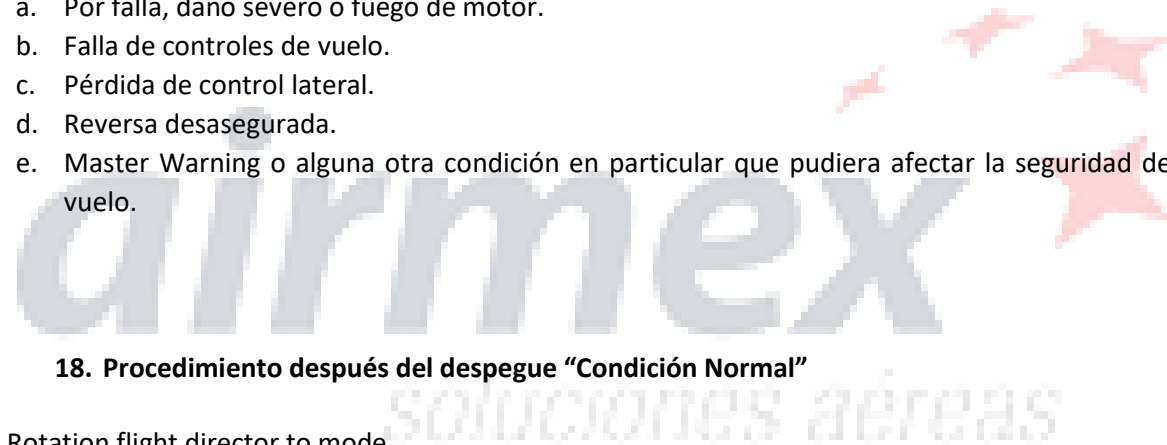 a. Por falla, daño severo o fuego de motor.
b. Falla de controles de vuelo.
c. Pérdida de control lateral.
d. Reversa desasegurada.
e. Master Warning o alguna otra condición en particular que pudiera afectar la seguridad de
vuelo.
airmex
18. Procedimiento después del despegue “Condición Normal”
soluciones aéreas
Rotation flight director to mode